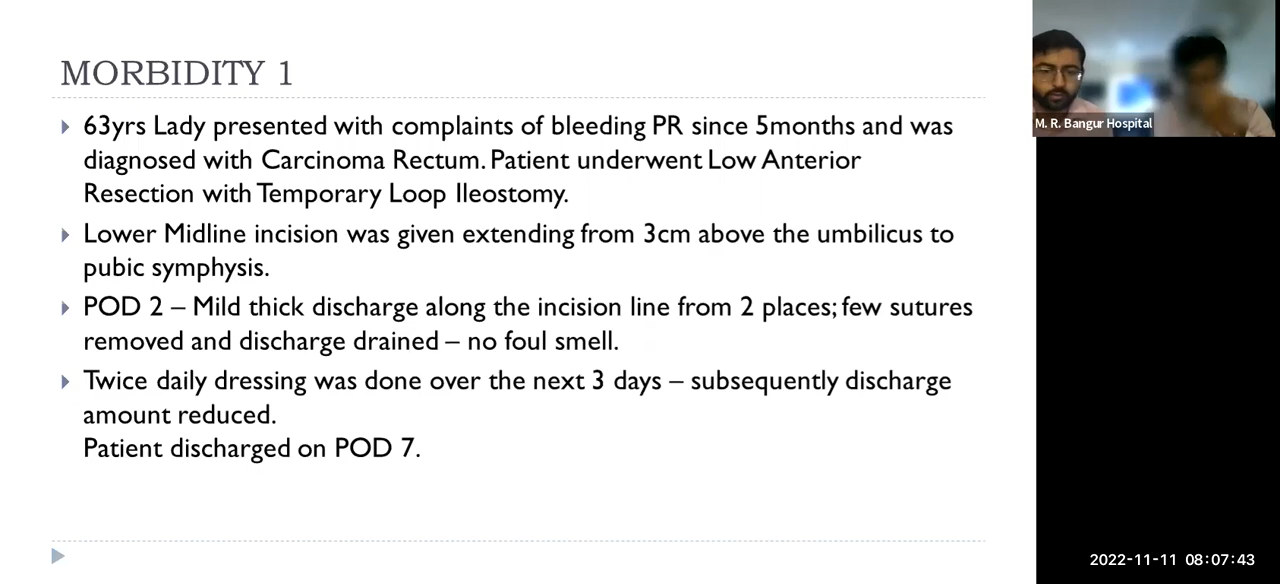 MORBIDITY 1
63yrs Lady presented with complaints of bleeding PR since 5months and was
diagnosed with Carcinoma Rectum. Patient underwent Low Anterior
Resection with Temporary Loop Ileostomy.
Lower Midline incision was given extending from 3cm above the umbilicus to
pubic symphysis.
POD 2 – Mild thick discharge along the incision line from 2 places; few sutures
removed and discharge drained – no foul smell.
Twice daily dressing was done over the next 3 days – subsequently discharge
amount reduced.
Patient discharged on POD 7.
M. R. Bangur Hospital
2022-11-11 08:07:43